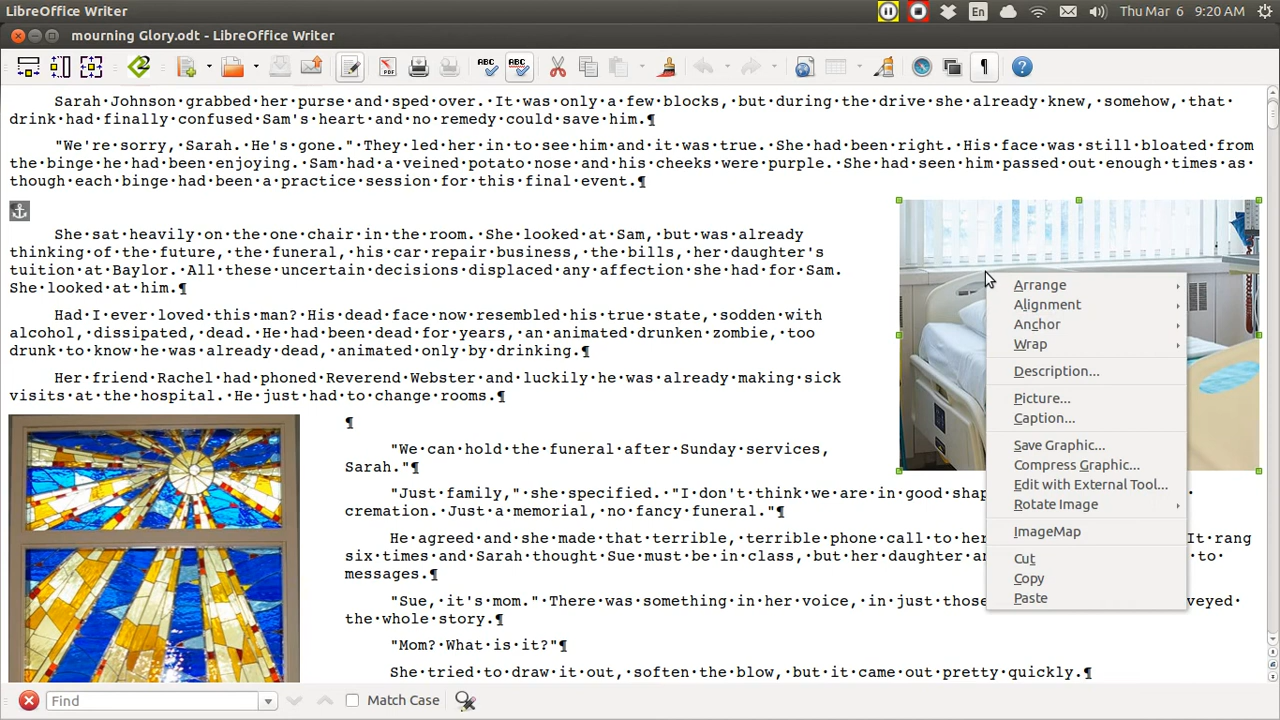 LibreOffice Writer
En
Thu Mar 6
9:20 AM
mourning Glory.odt - LibreOffice Writer
ABC
ABC
Sarah·Johnson·grabbed·her·purse·and·sped·over.·It·was·only·a·few·blocks,·but·during·the·drive·she·already·knew,·somehow,·that·
drink·had·finally·confused·Sam's·heart·and·no·remedy·could·save·him.¶
"We're·sorry,·Sarah.·He's·gone."·They·led·her·in·to·see·him·and·it·was·true.·She·had·been·right.·His·face·was·still·bloated·from·
the·binge·he·had·been·enjoying.·Sam·had·a·veined·potato·nose·and·his·cheeks·were·purple.·She·had·seen·him·passed·out·enough·times·as·
though·each·binge·had·been·a·practice·session·for·this·final·event.¶
She·sat·heavily·on·the·one·chair·in·the·room.·She·looked·at·Sam,·but·was·already·
thinking·of·the·future,·the·funeral,·his·car·repair·business,·the·bills,·her·daughter's·
tuition·at·Baylor.·All·these·uncertain·decisions·displaced·any·affection·she·had·for·Sam.·
She·looked·at·him.¶
Had·I·ever·loved·this·man?·His·dead·face·now·resembled·his·true·state,·sodden·with·
alcohol,·dissipated,·dead.·He·had·been·dead·for·years,·an·animated·drunken·zombie,·too·
drunk·to·know·he·was·already·dead,·animated·only·by·drinking.¶
Her·friend·Rachel·had·phoned·Reverend·Webster·and·luckily·he·was·already·making·sick·
visits·at·the·hospital.·He·just·had·to·change·rooms.¶
¶
"We·can·hold·the·funeral·after·Sunday·services,·
Sarah."¶
"Just·family,"·she·specified.·"I·don't·think·we·are·in·good·shap
cremation.·Just·a·memorial,·no·fancy·funeral."¶
He·agreed·and·she·made·that·terrible,·terrible·phone·call·to·her It·rang·
six·times·and·Sarah·thought·Sue·must·be·in·class,·but·her·daughter·a to·
messages.¶
"Sue,·it's·mom."·There·was·something·in·her·voice,·in·just·those veyed·
the·whole·story.¶
"Mom?·What·is·it?"¶
She·tried·to·draw·it·out,·soften·the·blow,·but·it·came·out·pretty·quickly.¶
Arrange
Alignment
Anchor
Wrap
Description...
Picture...
Caption...
Save Graphic...
Compress Graphic...
Edit with External Tool...
Rotate Image
ImageMap
Cut
Copy
Paste
Find
Match Case